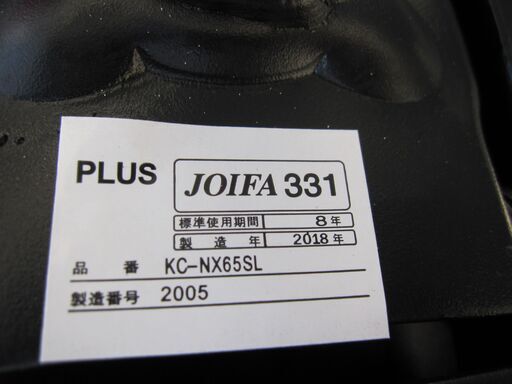 PLUS JOIFA 331
標準使用期間 8年
製造年 2018年
品番 KC-NX65SL
製造番号 2005